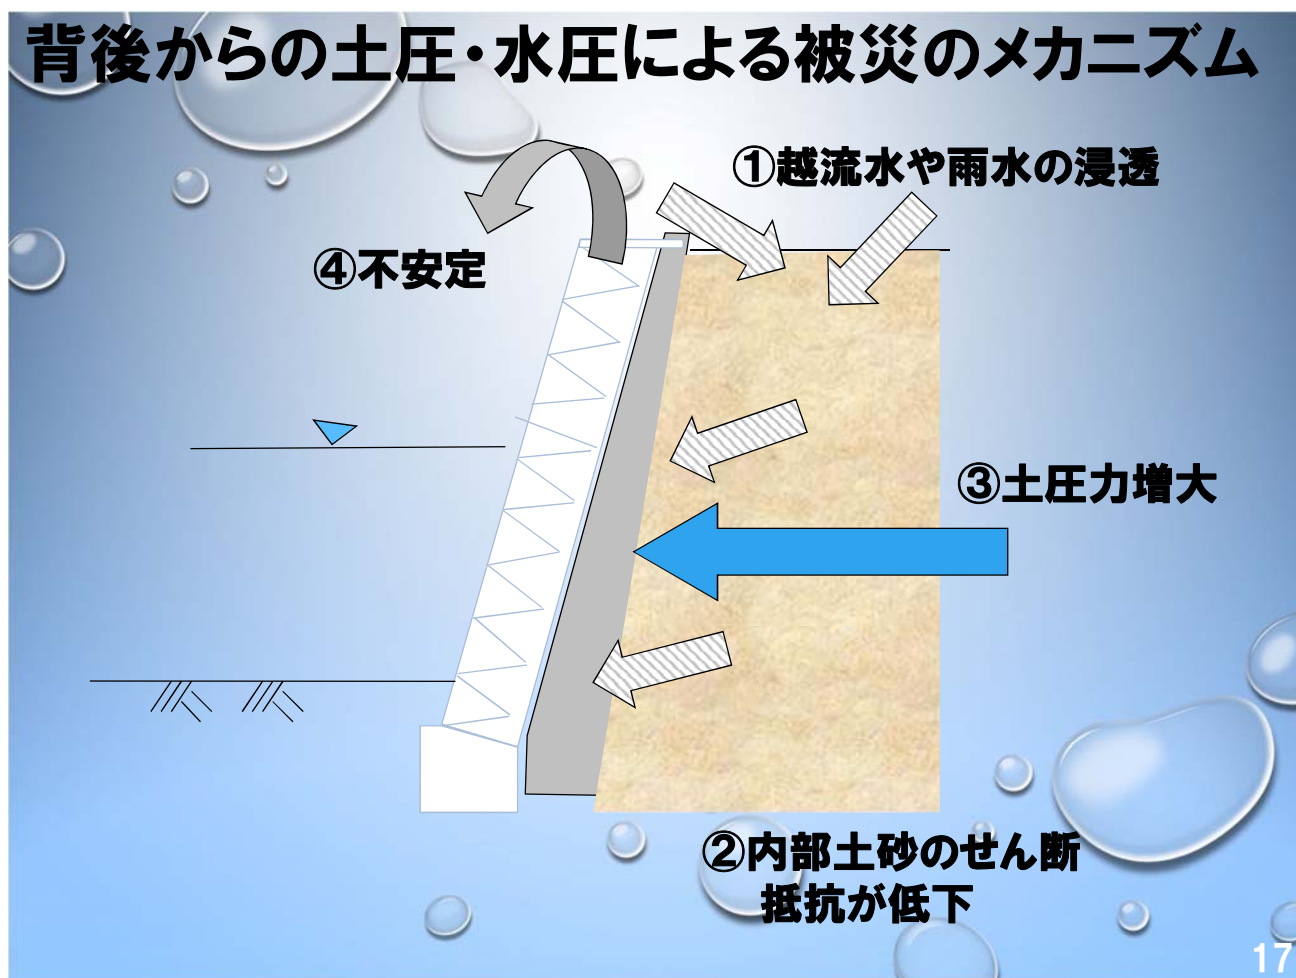 背後からの土圧・水圧による被災のメカニズム
①越流水や雨水の浸透
④不安定
③土圧力増大
②内部土砂のせん断
抵抗が低下
17